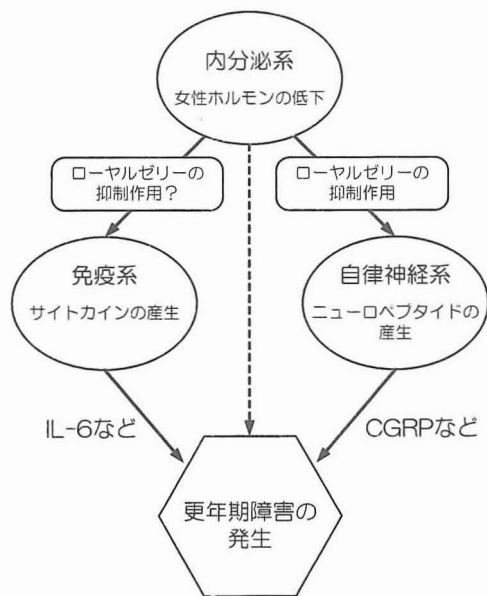 内分泌系
女性ホルモンの低下
ローヤルゼリーの
抑制作用？
ローヤルゼリーの
抑制作用
免疫系
サイトカインの産生
自律神経系
ニューロペプタイドの
産生
IL-6など
CGRPなど
更年期障害の
発生